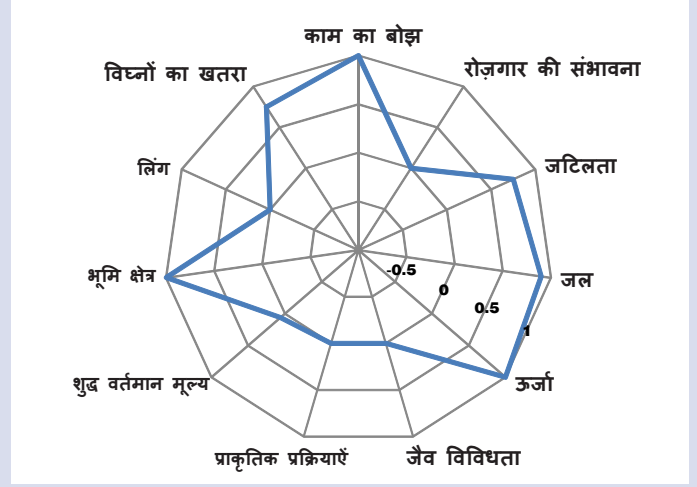 काम का बोझ
रोज़गार की संभावना
विघ्नों का खतरा
जटिलता
लिंग
जल
भूमि क्षेत्र
-0.5
0
0.5
1
ऊर्जा
शुद्ध वर्तमान मूल्य
जैव विविधता
प्राकृतिक प्रक्रियाऐं